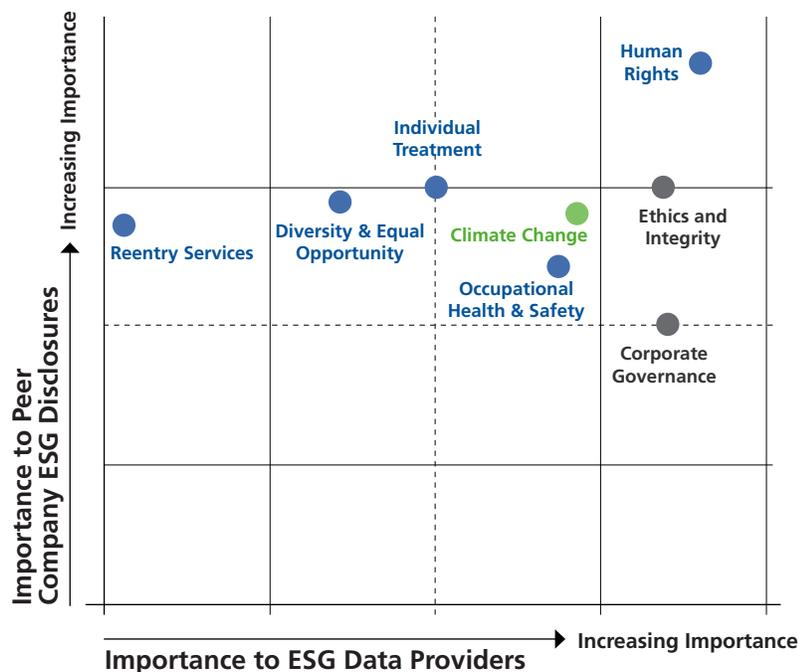 Increasing Importance
Importance to Peer
Company ESG Disclosures
Human
Rights
Individual
Treatment
Ethics and
Integrity
Diversity & Equal
Opportunity
Climate Change
Reentry Services
Occupational
Health & Safety
Corporate
Governance
Increasing Importance
Importance to ESG Data Providers